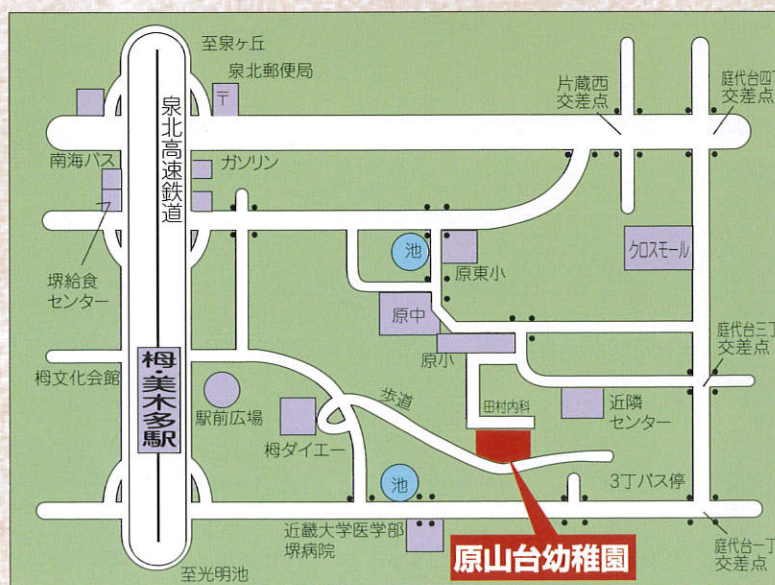 至泉ヶ丘
泉北郵便局
〒
片蔵西
交差点
庭代台四丁
交差点
泉北高速鉄道
南海バス
ガソリン
堺給食
センター
池
原東小
クロスモール
原中
原小
庭代台三丁
交差点
栂文化会館
栂・美木多駅
駅前広場
栂ダイエー
歩道
田村内科
近隣
センター
3丁バス停
池
近畿大学医学部
堺病院
原山台幼稚園
庭代台一丁
交差点
至光明池